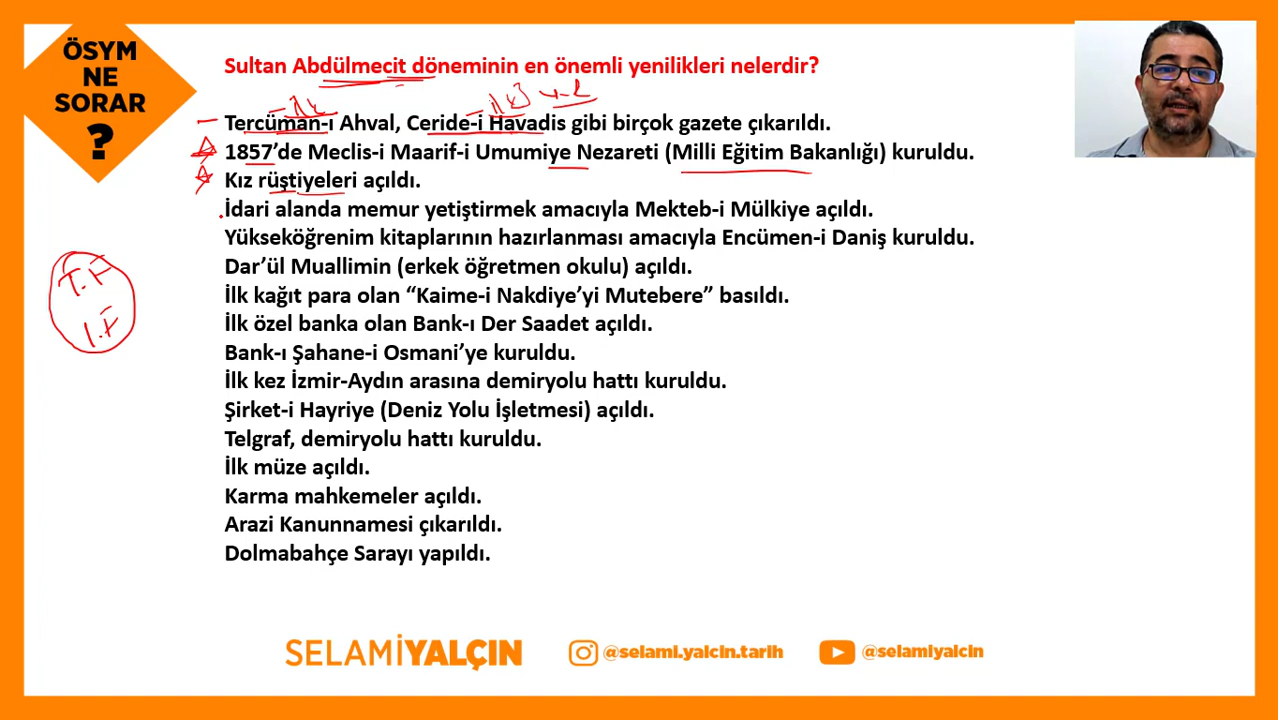 ÖSYM
NE
SORAR
?
Sultan Abdülmecit döneminin en önemli yenilikleri nelerdir?
Tercüman-ı Ahval, Ceride-i Havadis gibi birçok gazete çıkarıldı.
1857'de Meclis-i Maarif-i Umumiye Nezareti (Milli Eğitim Bakanlığı) kuruldu.
Kız rüştiyeleri açıldı.
İdari alanda memur yetiştirmek amacıyla Mekteb-i Mülkiye açıldı.
Yükseköğrenim kitaplarının hazırlanması amacıyla Encümen-i Daniş kuruldu.
T.F
I.F
Dar'ül Muallimin (erkek öğretmen okulu) açıldı.
İlk kağıt para olan "Kaime-i Nakdiye'yi Mutebere" basıldı.
İlk özel banka olan Bank-ı Der Saadet açıldı.
Bank-ı Şahane-i Osmani'ye kuruldu.
İlk kez İzmir-Aydın arasına demiryolu hattı kuruldu.
Şirket-i Hayriye (Deniz Yolu İşletmesi) açıldı.
Telgraf, demiryolu hattı kuruldu.
İlk müze açıldı.
Karma mahkemeler açıldı.
Arazi Kanunnamesi çıkarıldı.
Dolmabahçe Sarayı yapıldı.
SELAMİYALÇIN @selami.yalcin.tarih @selamiyalcin